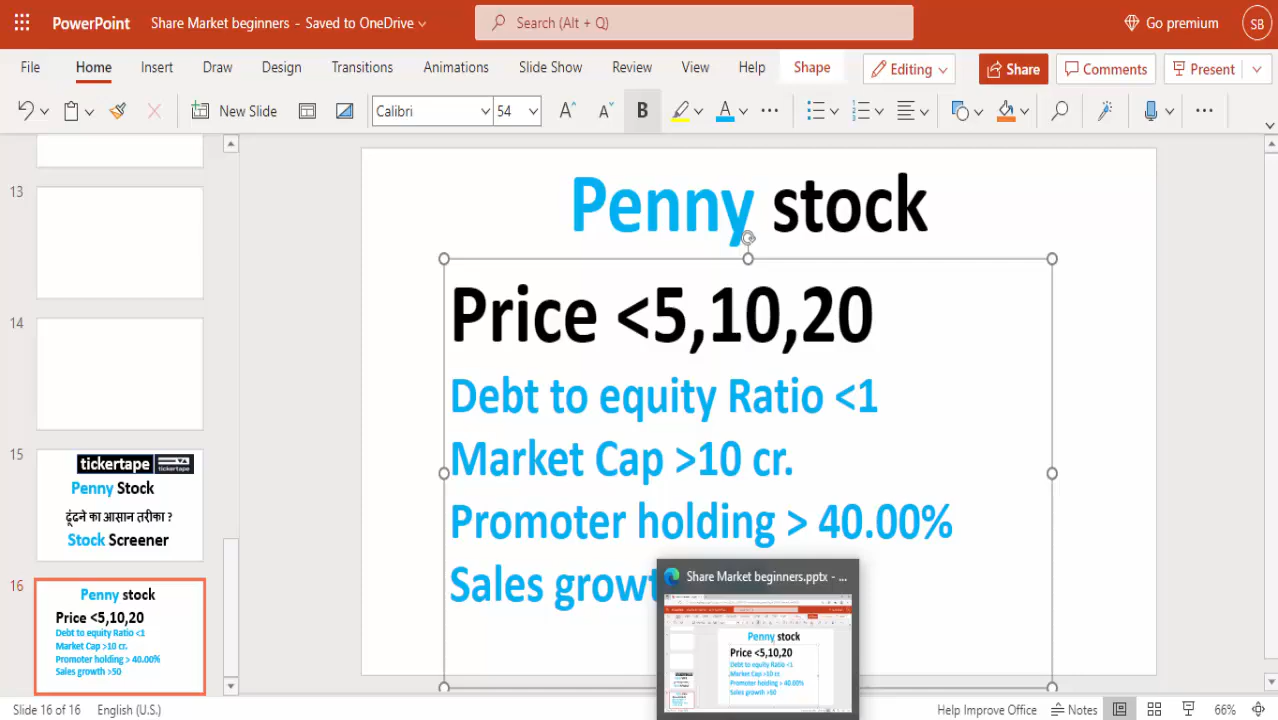 PowerPoint Share Market beginners - Saved to OneDrive Search (Alt + Q) Go premium SB
File Home Insert Draw Design Transitions Animations Slide Show Review View Help Shape Editing Share Comments Present
New Slide Calibri 54 B A
13
14
15
tickertape tickertape
Penny Stock
ढूंढने का आसान तरीका ?
Stock Screener
16
Penny stock
Price <5,10,20
Debt to equity Ratio <1
Market Cap >10 cr.
Promoter holding > 40.00%
Sales growth >50
Penny stock
Price <5,10,20
Debt to equity Ratio <1
Market Cap >10 cr.
Promoter holding > 40.00%
Sales growth
Share Market beginners.pptx - ...
Penny stock
Price <5,10,20
Debt to equity Ratio <1
Market Cap >10 cr.
Promoter holding > 40.00%
Sales growth >50
Slide 16 of 16 English (U.S.) Help Improve Office Notes 66%